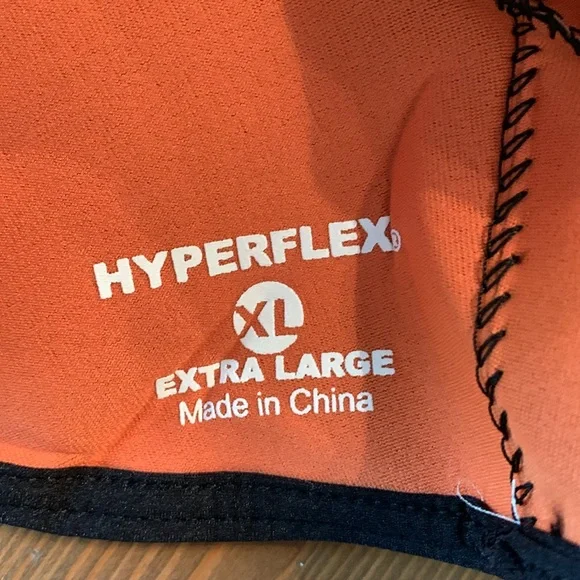 HYPERFLEX®
XL
EXTRA LARGE
Made in China